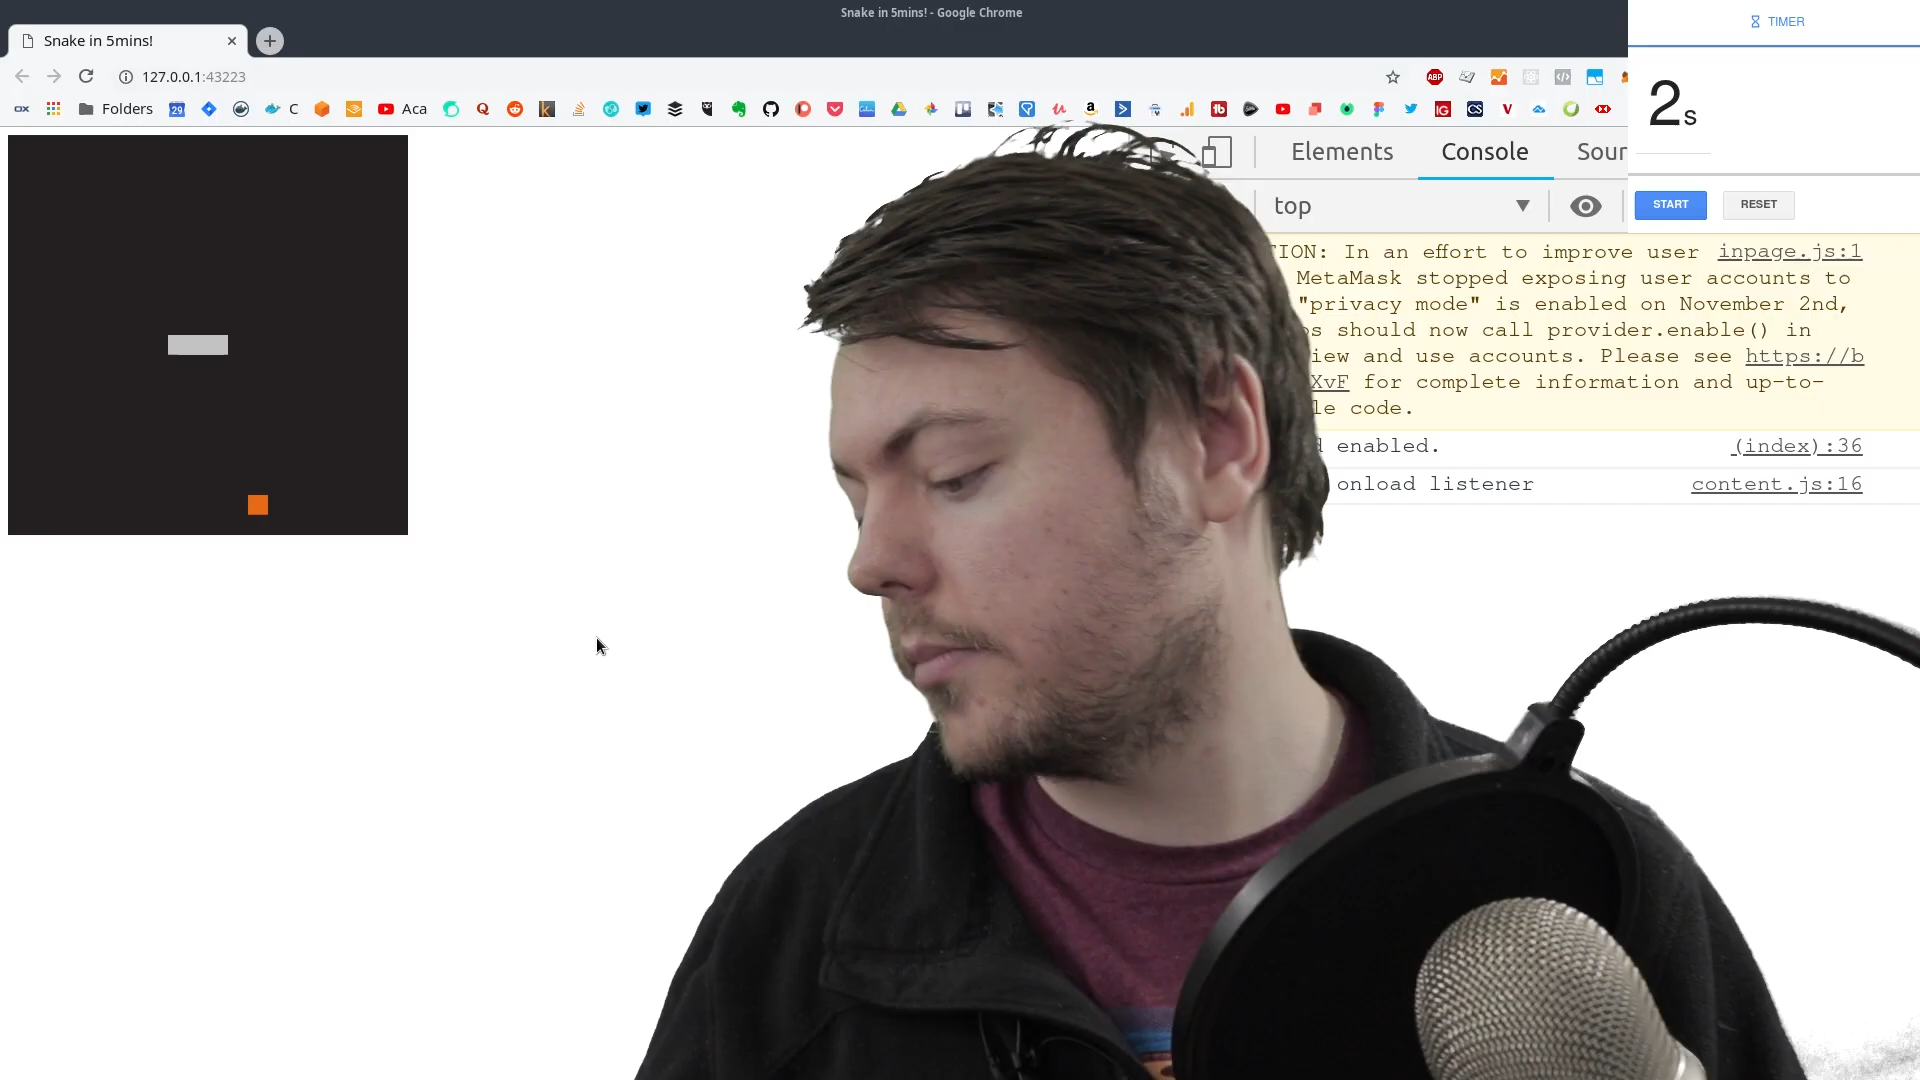 Snake in 5mins! - Google Chrome
TIMER
Snake in 5mins!
127.0.0.1:43223
Folders
C
Aca
2s
Elements Console Sour
top
START RESET
TION: In an effort to improve user inpage.js:1
MetaMask stopped exposing user accounts to
"privacy mode" is enabled on November 2nd,
should now call provider.enable() in
iew and use accounts. Please see https://b
XvF for complete information and up-to-
le code.
d enabled. (index):36
onload listener content.js:16